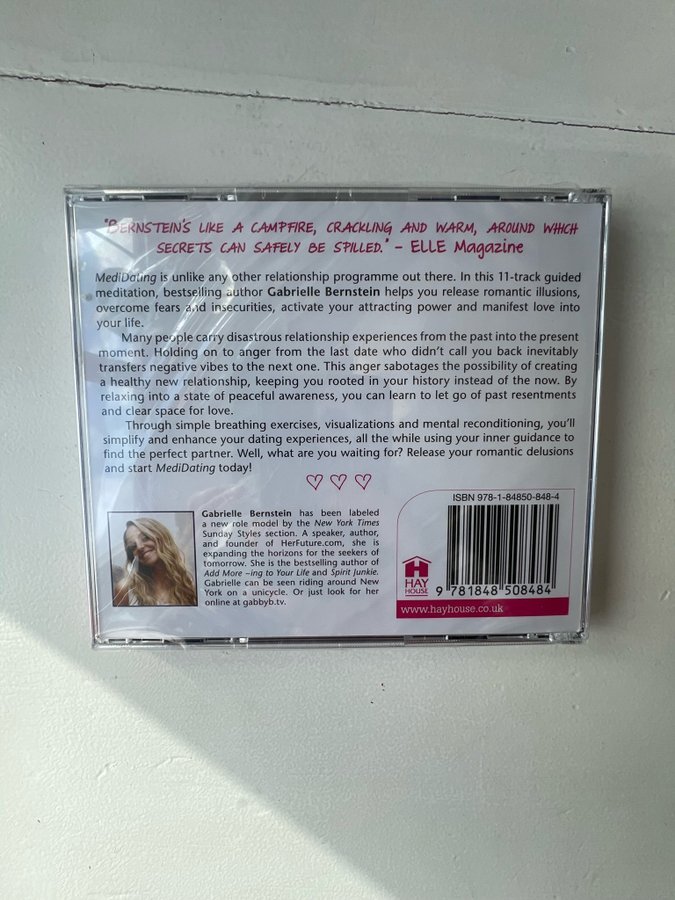 "BERNSTEIN'S LIKE A CAMPFIRE, CRACKLING AND WARM, AROUND WHICH
SECRETS CAN SAFELY BE SPILLED." – ELLE Magazine
MediDating is unlike any other relationship programme out there. In this 11-track guided
meditation, bestselling author Gabrielle Bernstein helps you release romantic illusions,
overcome fears and insecurities, activate your attracting power and manifest love into
your life.
Many people carry disastrous relationship experiences from the past into the present
moment. Holding on to anger from the last date who didn't call you back inevitably
transfers negative vibes to the next one. This anger sabotages the possibility of creating
a healthy new relationship, keeping you rooted in your history instead of the now. By
relaxing into a state of peaceful awareness, you can learn to let go of past resentments
and clear space for love.
Through simple breathing exercises, visualizations and mental reconditioning, you'll
simplify and enhance your dating experiences, all the while using your inner guidance to
find the perfect partner. Well, what are you waiting for? Release your romantic delusions
and start MediDating today!
Gabrielle Bernstein has been labeled
a new role model by the New York Times
Sunday Styles section. A speaker, author,
and founder of HerFuture.com, she is
expanding the horizons for the seekers of
tomorrow. She is the bestselling author of
Add More –ing to Your Life and Spirit Junkie.
Gabrielle can be seen riding around New
York on a unicycle. Or just look for her
online at gabbyb.tv.
ISBN 978-1-84850-848-4
HAY
HOUSE
9 781848 508484
www.hayhouse.co.uk